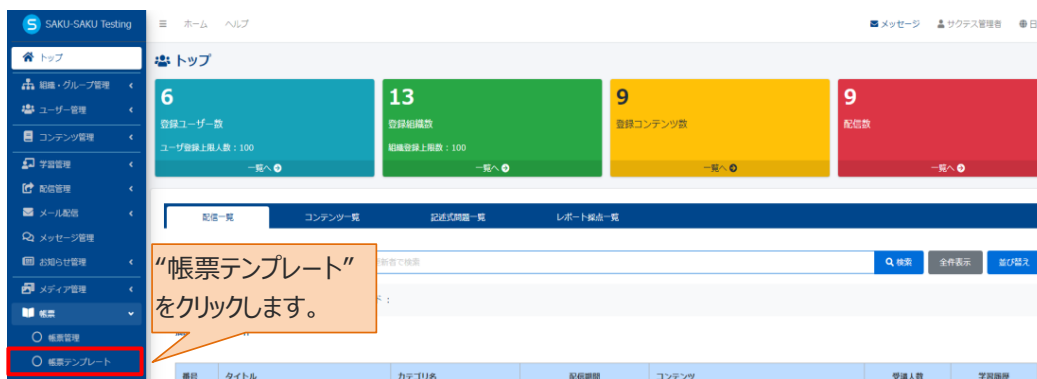 SAKU-SAKU Testing
ホーム ヘルプ
メッセージ サクテス管理者
トップ
組織・グループ管理
ユーザー管理
コンテンツ管理
学習管理
配信管理
メール配信
メッセージ管理
お知らせ管理
メディア管理
帳票
帳票管理
帳票テンプレート
トップ
6
登録ユーザー数
ユーザ登録上限人数：100
一覧へ
13
登録組織数
組織登録上限数：100
一覧へ
9
登録コンテンツ数
一覧へ
9
配信数
一覧へ
配信一覧 コンテンツ一覧 記述式問題一覧 レポート採点一覧
新者で検索 検索 全件表示 並び替え
“帳票テンプレート”
をクリックします。
番号 タイトル カテゴリ名 配信期間 コンテンツ 受講人数 学習履歴